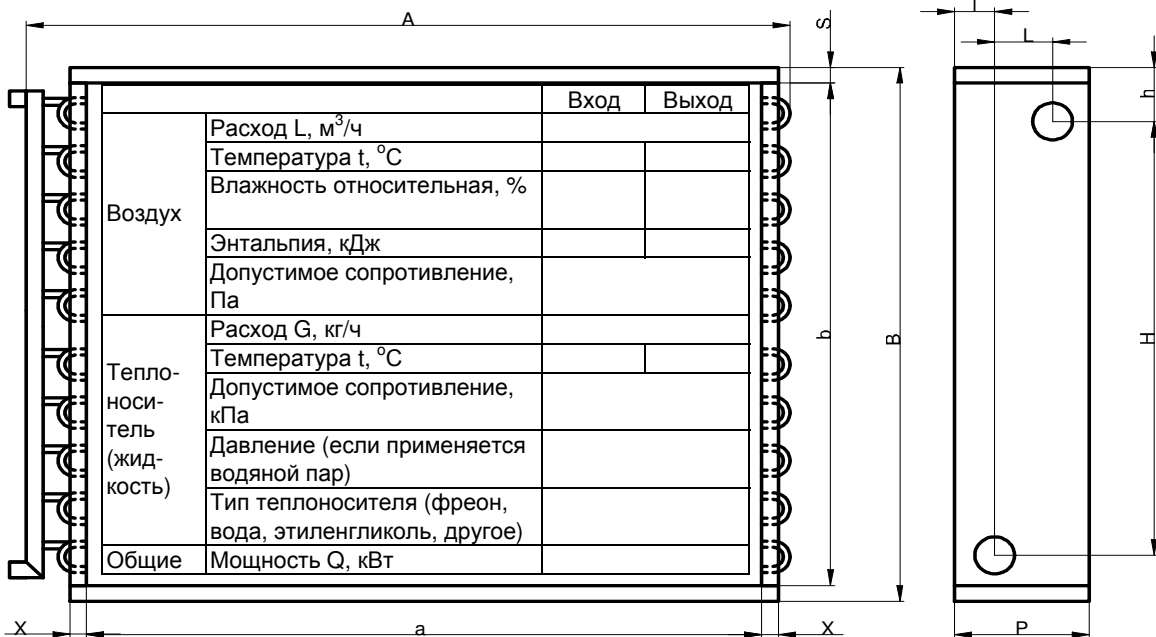 A
S
l
L
h
Вход Выход
Воздух
Расход L, м³/ч
Температура t, °C
Влажность относительная, %
Энтальпия, кДж
Допустимое сопротивление,
Па
Тепло-
носи-
тель
(жид-
кость)
Расход G, кг/ч
Температура t, °C
Допустимое сопротивление,
кПа
Давление (если применяется
водяной пар)
Тип теплоносителя (фреон,
вода, этиленгликоль, другое)
Общие Мощность Q, кВт
b
B
H
X
a
X
P